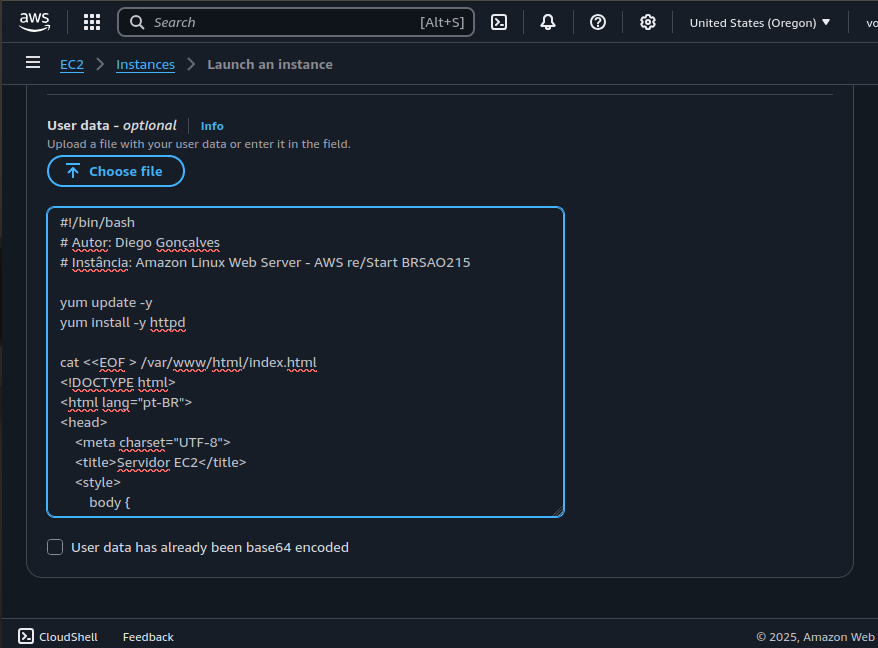 aws
Search [Alt+S] United States (Oregon) vo
EC2 Instances Launch an instance
User data - optional Info
Upload a file with your user data or enter it in the field.
Choose file
#!/bin/bash
# Autor: Diego Goncalves
# Instância: Amazon Linux Web Server - AWS re/Start BRSAO215
yum update -y
yum install -y httpd
cat <<EOF > /var/www/html/index.html
<!DOCTYPE html>
<html lang="pt-BR">
<head>
<meta charset="UTF-8">
<title>Servidor EC2</title>
<style>
body {
User data has already been base64 encoded
CloudShell Feedback © 2025, Amazon Web